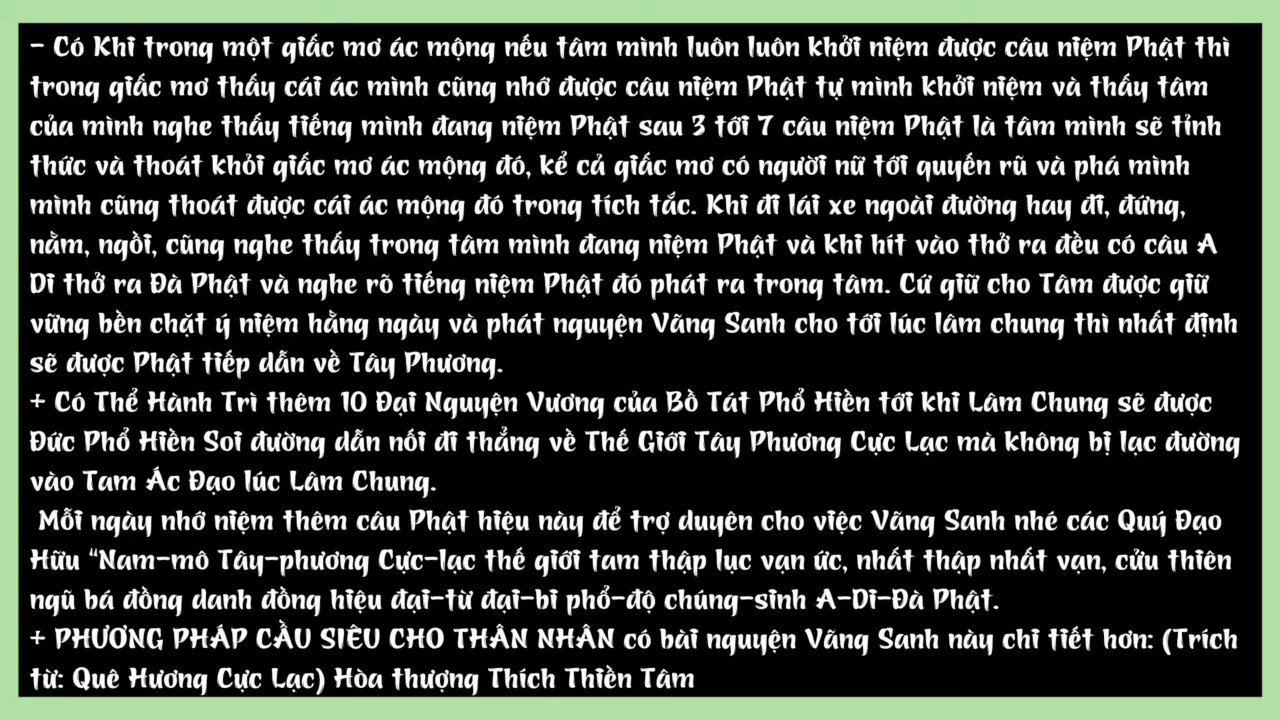 - Có Khi trong một giấc mơ ác mộng nếu tâm mình luôn luôn khởi niệm được câu niệm Phật thì
trong giấc mơ thấy cái ác mình cũng nhớ được câu niệm Phật tự mình khởi niệm và thấy tâm
của mình nghe thấy tiếng mình đang niệm Phật sau 3 tới 7 câu niệm Phật là tâm mình sẽ tỉnh
thức và thoát khỏi giấc mơ ác mộng đó, kể cả giấc mơ có người nữ tới quyến rũ và phá mình
mình cũng thoát được cái ác mộng đó trong tích tắc. Khi đi lái xe ngoài đường hay đi, đứng,
nằm, ngồi, cũng nghe thấy trong tâm mình đang niệm Phật và khi hít vào thở ra đều có câu A
Di thở ra Đà Phật và nghe rõ tiếng niệm Phật đó phát ra trong tâm. Cứ giữ cho Tâm được giữ
vững bền chặt ý niệm hằng ngày và phát nguyện Vãng Sanh cho tới lúc lâm chung thì nhất định
sẽ được Phật tiếp dẫn về Tây Phương.
+ Có Thể Hành Trì thêm 10 Đại Nguyện Vương của Bồ Tát Phổ Hiền tới khi Lâm Chung sẽ được
Đức Phổ Hiền Soi đường dẫn nối đi thẳng về Thế Giới Tây Phương Cực Lạc mà không bị lạc đường
vào Tam Ác Đạo lúc Lâm Chung.
Mỗi ngày nhớ niệm thêm câu Phật hiệu này để trợ duyên cho việc Vãng Sanh nhé các Quý Đạo
Hữu “Nam-mô Tây-phương Cực-lạc thế giới tam thập lục vạn ức, nhất thập nhất vạn, cửu thiên
ngũ bá đồng danh đồng hiệu đại-từ đại-bi phổ-độ chúng-sinh A-Di-Đà Phật.
+ PHƯƠNG PHÁP CẦU SIÊU CHO THÂN NHÂN có bài nguyện Vãng Sanh này chi tiết hơn: (Trích
từ: Quê Hương Cực Lạc) Hòa thượng Thích Thiền Tâm